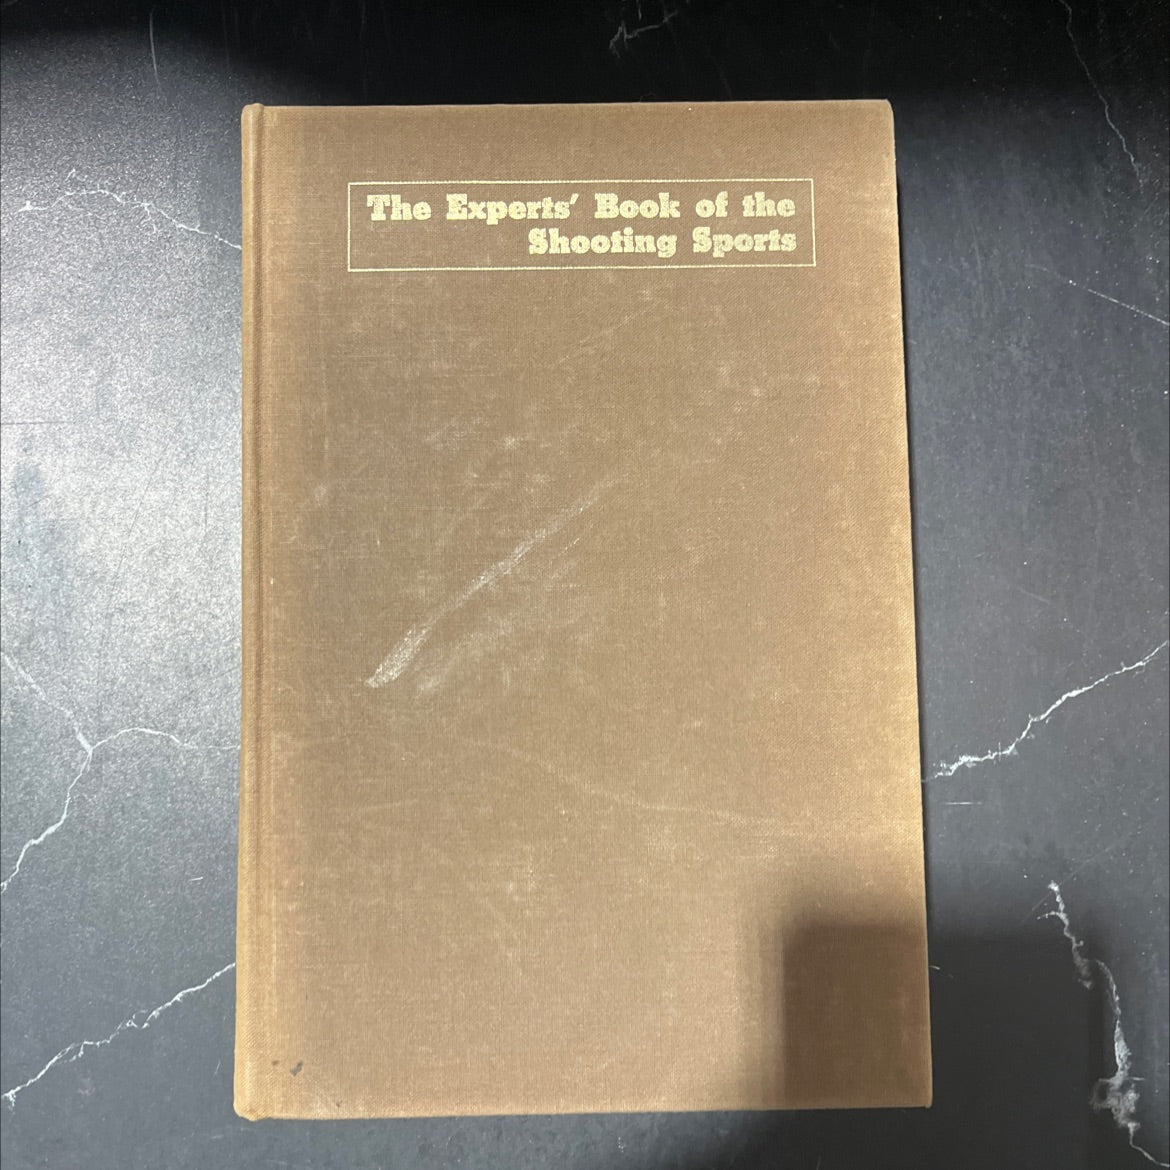 The Experts' Book of the
Shooting Sports